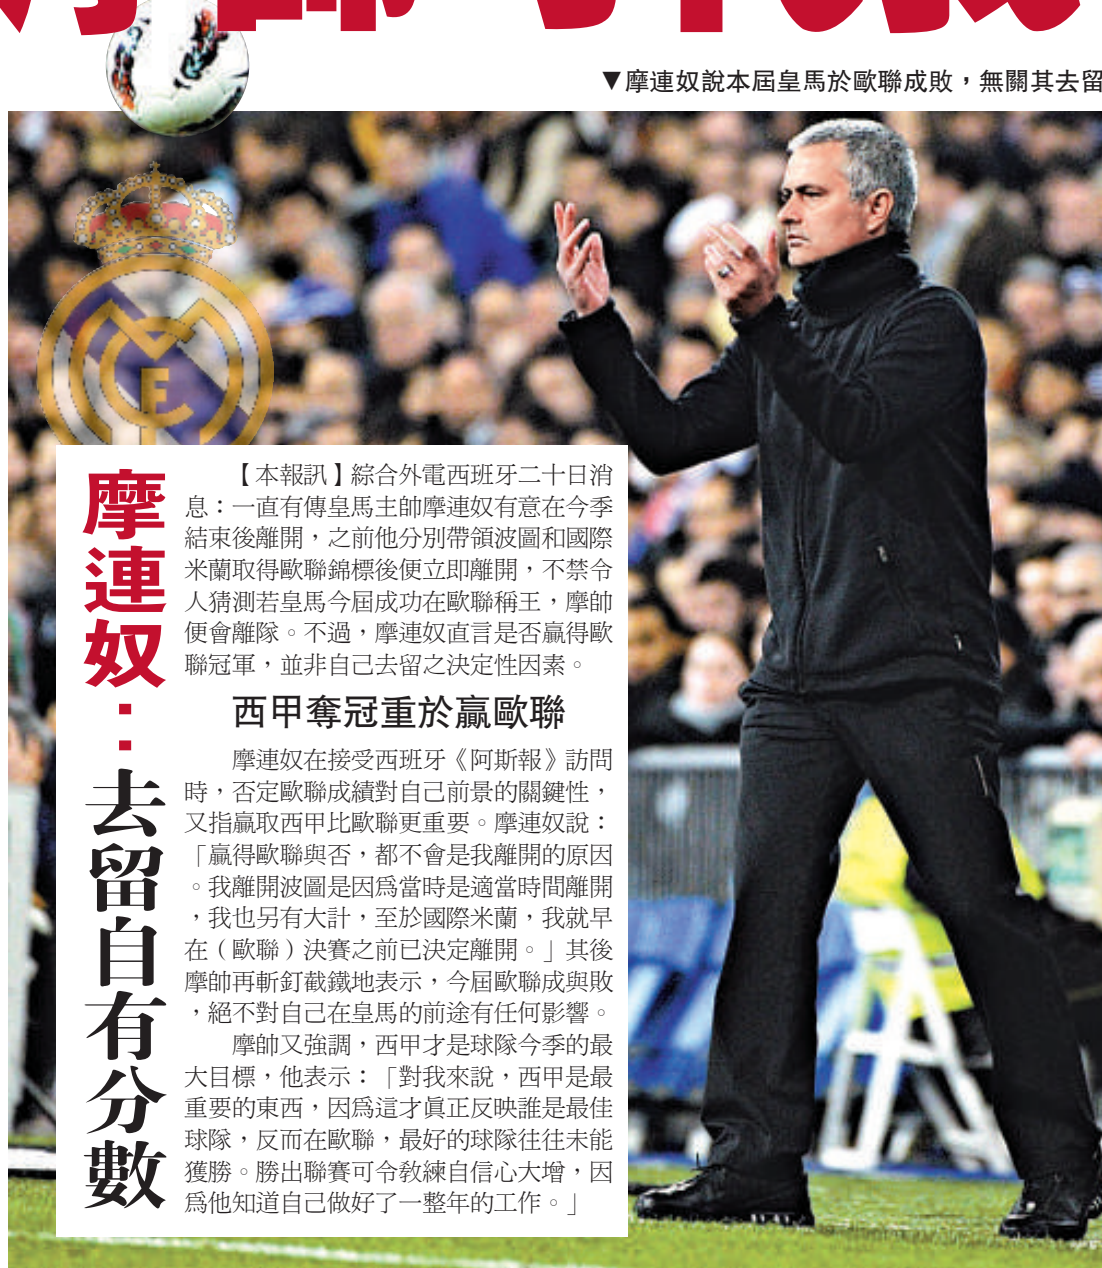 ▼摩連奴說本屆皇馬於歐聯成敗，無關其去留
摩連奴：去留自有分數
【本報訊】綜合外電西班牙二十日消
息：一直有傳皇馬主帥摩連奴有意在今季
結束後離開，之前他分別帶領波圖和國際
米蘭取得歐聯錦標後便立即離開，不禁令
人猜測若皇馬今屆成功在歐聯稱王，摩帥
便會離隊。不過，摩連奴直言是否贏得歐
聯冠軍，並非自己去留之決定性因素。
西甲奪冠重於贏歐聯
摩連奴在接受西班牙《阿斯報》訪問
時，否定歐聯成績對自己前景的關鍵性，
又指贏取西甲比歐聯更重要。摩連奴說：
「贏得歐聯與否，都不會是我離開的原因
。我離開波圖是因爲當時是適當時間離開
，我也另有大計，至於國際米蘭，我就早
在（歐聯）決賽之前已決定離開。」其後
摩帥再斬釘截鐵地表示，今屆歐聯成與敗
，絕不對自己在皇馬的前途有任何影響。
摩帥又強調，西甲才是球隊今季的最
大目標，他表示：「對我來說，西甲是最
重要的東西，因爲這才眞正反映誰是最佳
球隊，反而在歐聯，最好的球隊往往未能
獲勝。勝出聯賽可令教練自信心大增，因
爲他知道自己做好了一整年的工作。」